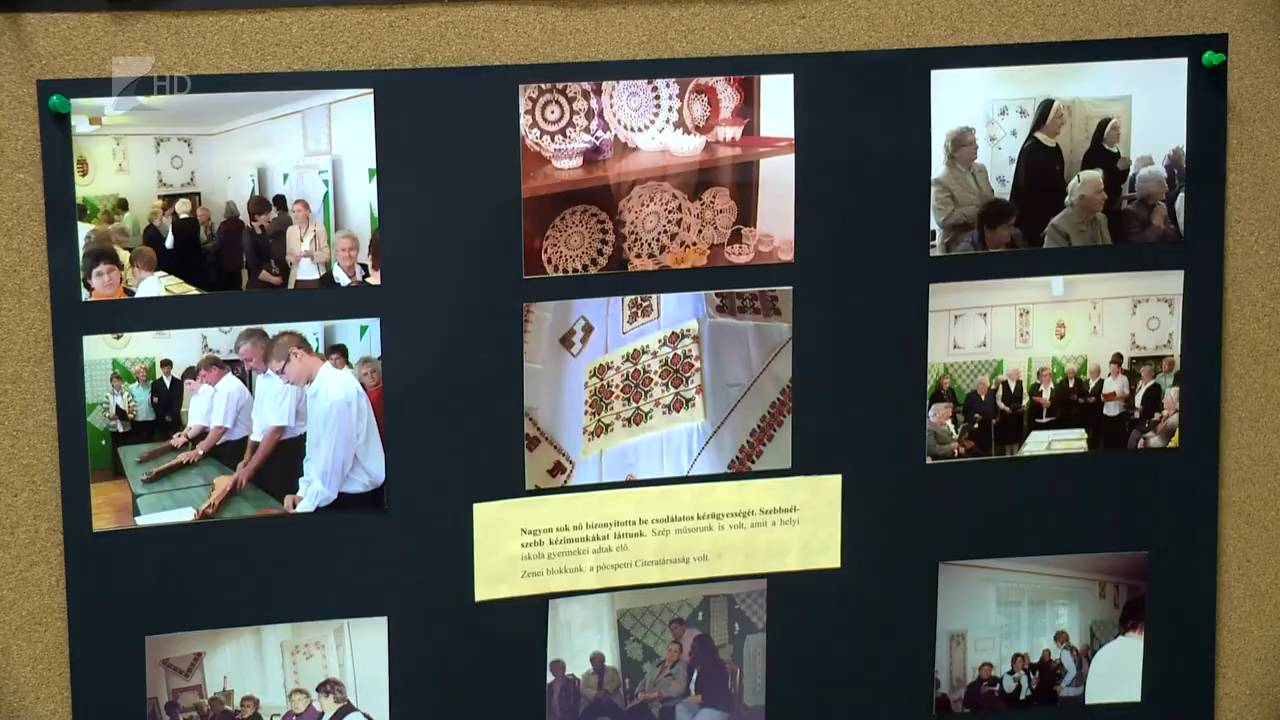 HD
Nagyon sok nő bizonyította be csodálatos kézügyességét. Szebbnél-
szebb kézimunkákat láttunk. Szép műsorunk is volt, amit a helyi
iskola gyermekei adtak elő.
Zenei blokkunk: a pócspetri Citeratársaság volt.